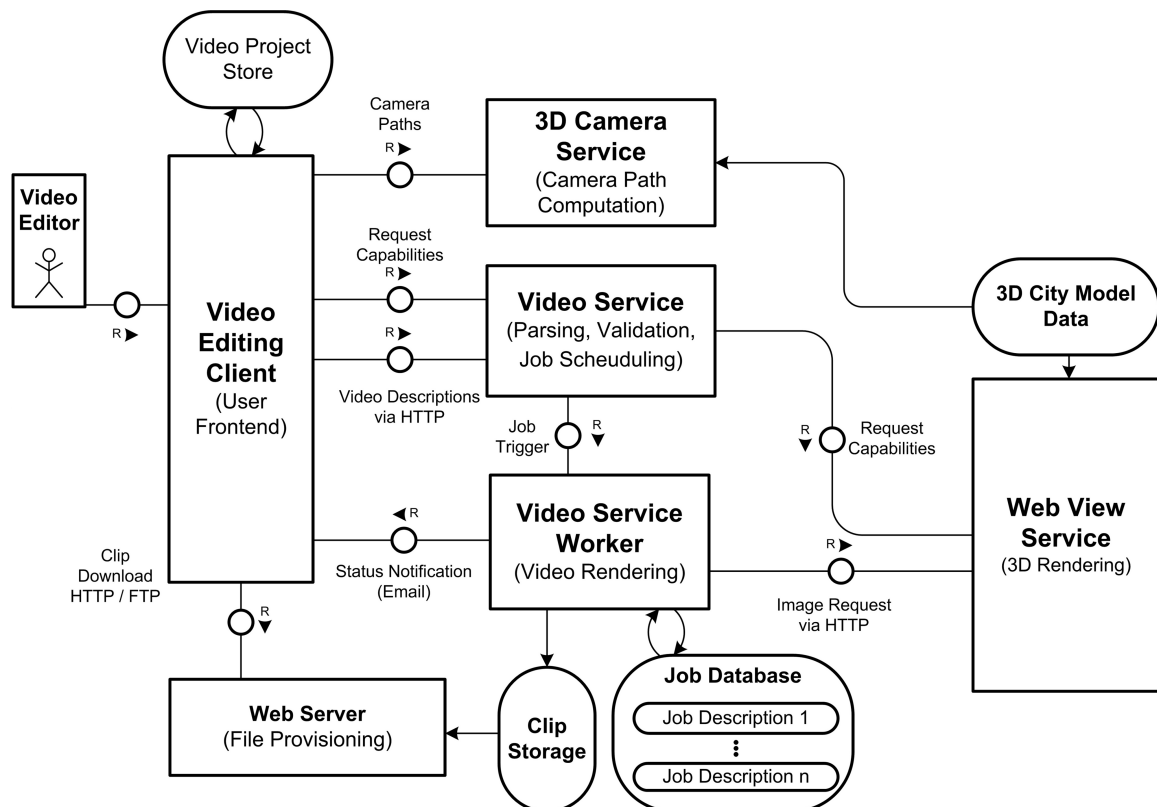 Video Project
Store
Camera
Paths
R
3D Camera
Service
(Camera Path
Computation)
Video
Editor
R
Video
Editing
Client
(User
Frontend)
Request
Capabilities
R
R
Video Descriptions
via HTTP
Video Service
(Parsing, Validation,
Job Scheuduling)
3D City Model
Data
Job
Trigger
R
R
Request
Capabilities
Web View
Service
(3D Rendering)
R
Status Notification
(Email)
Video Service
Worker
(Video Rendering)
R
Image Request
via HTTP
Clip
Download
HTTP / FTP
R
Web Server
(File Provisioning)
Clip
Storage
Job Database
Job Description 1
Job Description n